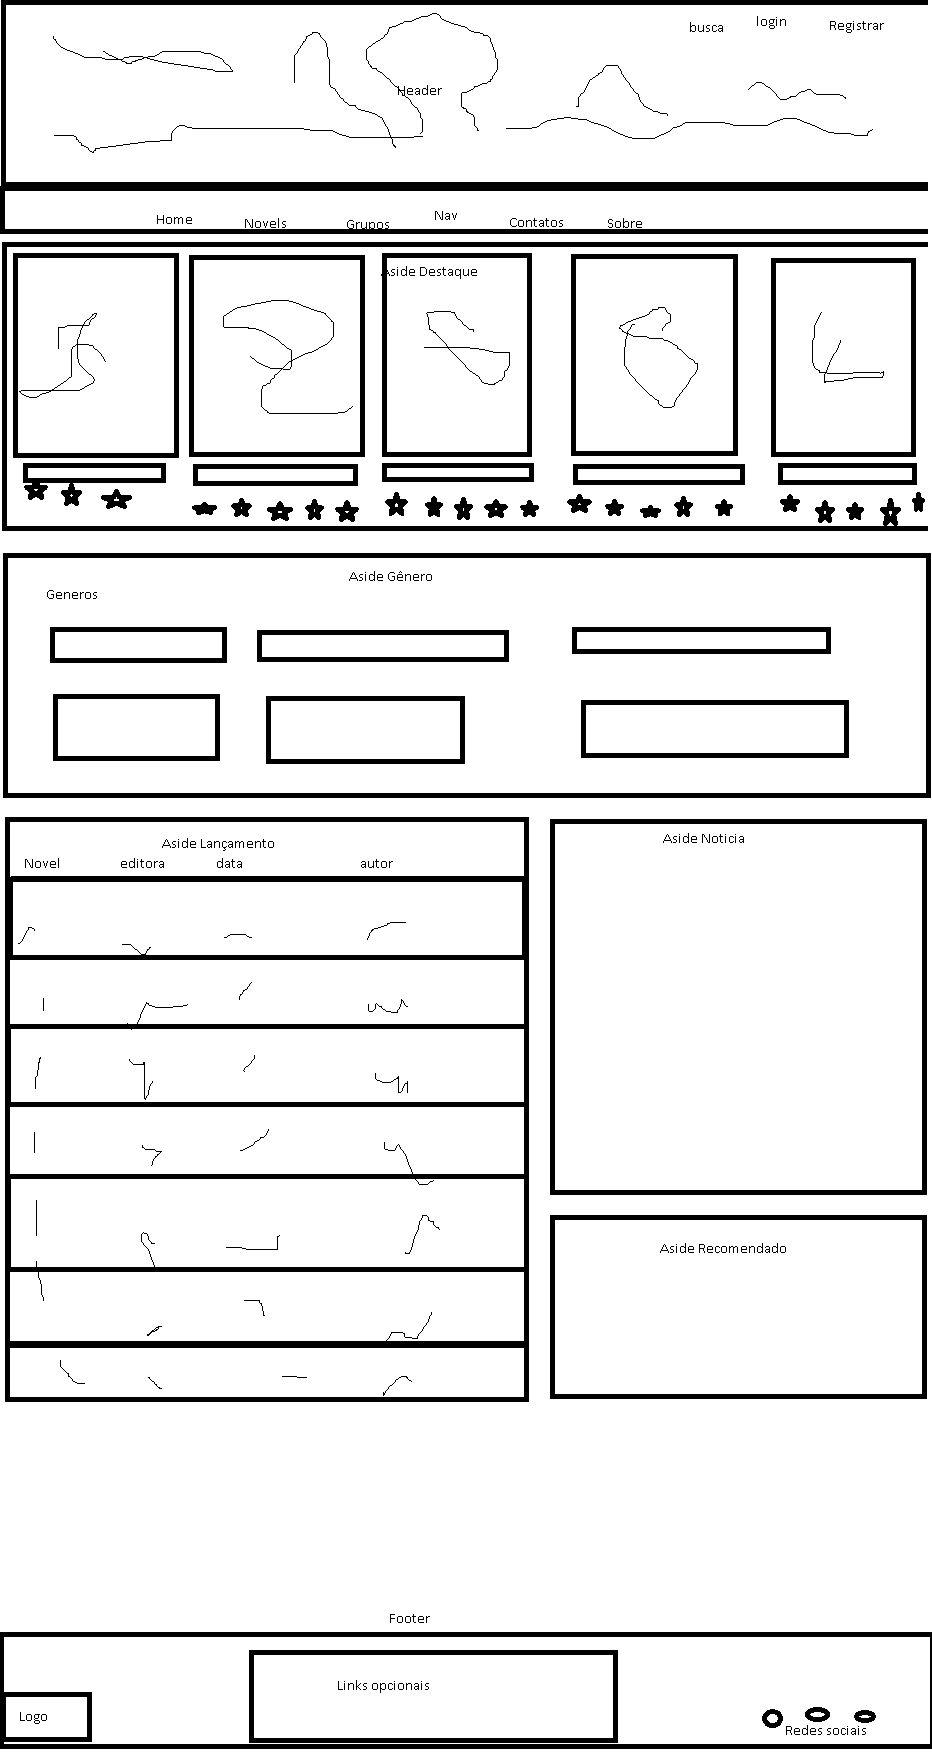 busca login Registrar
Header
Home Novels Grupos Nav Contatos Sobre
Aside Destaque
Aside Gênero
Generos
Aside Lançamento
Novel editora data autor
Aside Noticia
Aside Recomendado
Footer
Links opcionais
Logo
Redes sociais